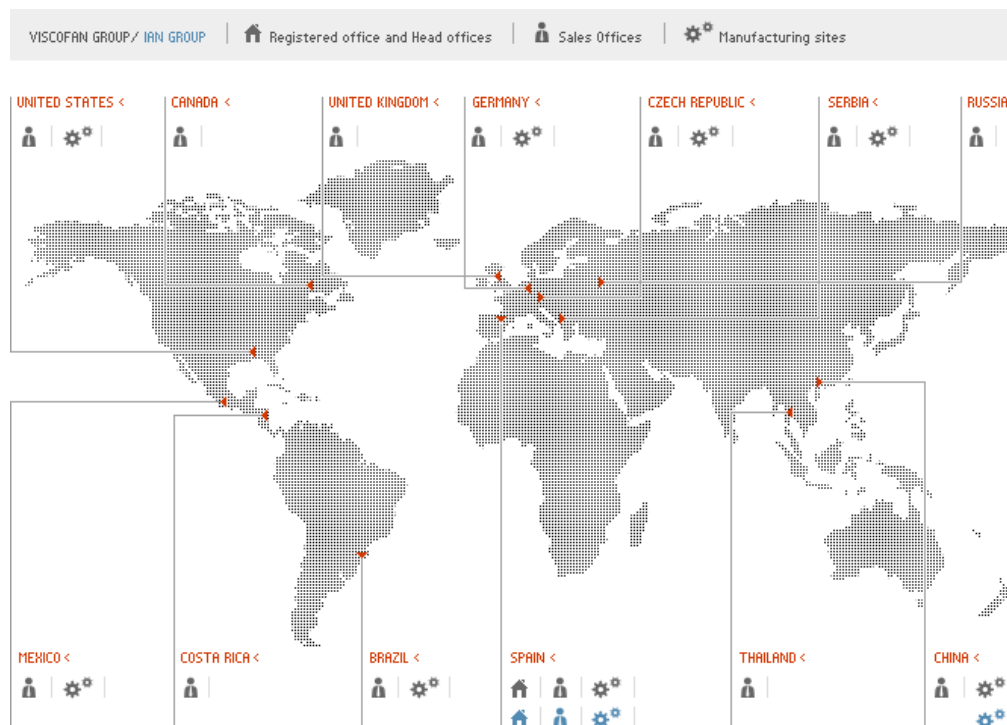 VISCOFAN GROUP/ IAN GROUP
Registered office and Head offices
Sales Offices
Manufacturing sites
UNITED STATES <
CANADA <
UNITED KINGDOM <
GERMANY <
CZECH REPUBLIC <
SERBIA <
RUSSIA
MEXICO <
COSTA RICA <
BRAZIL <
SPAIN <
THAILAND <
CHINA <